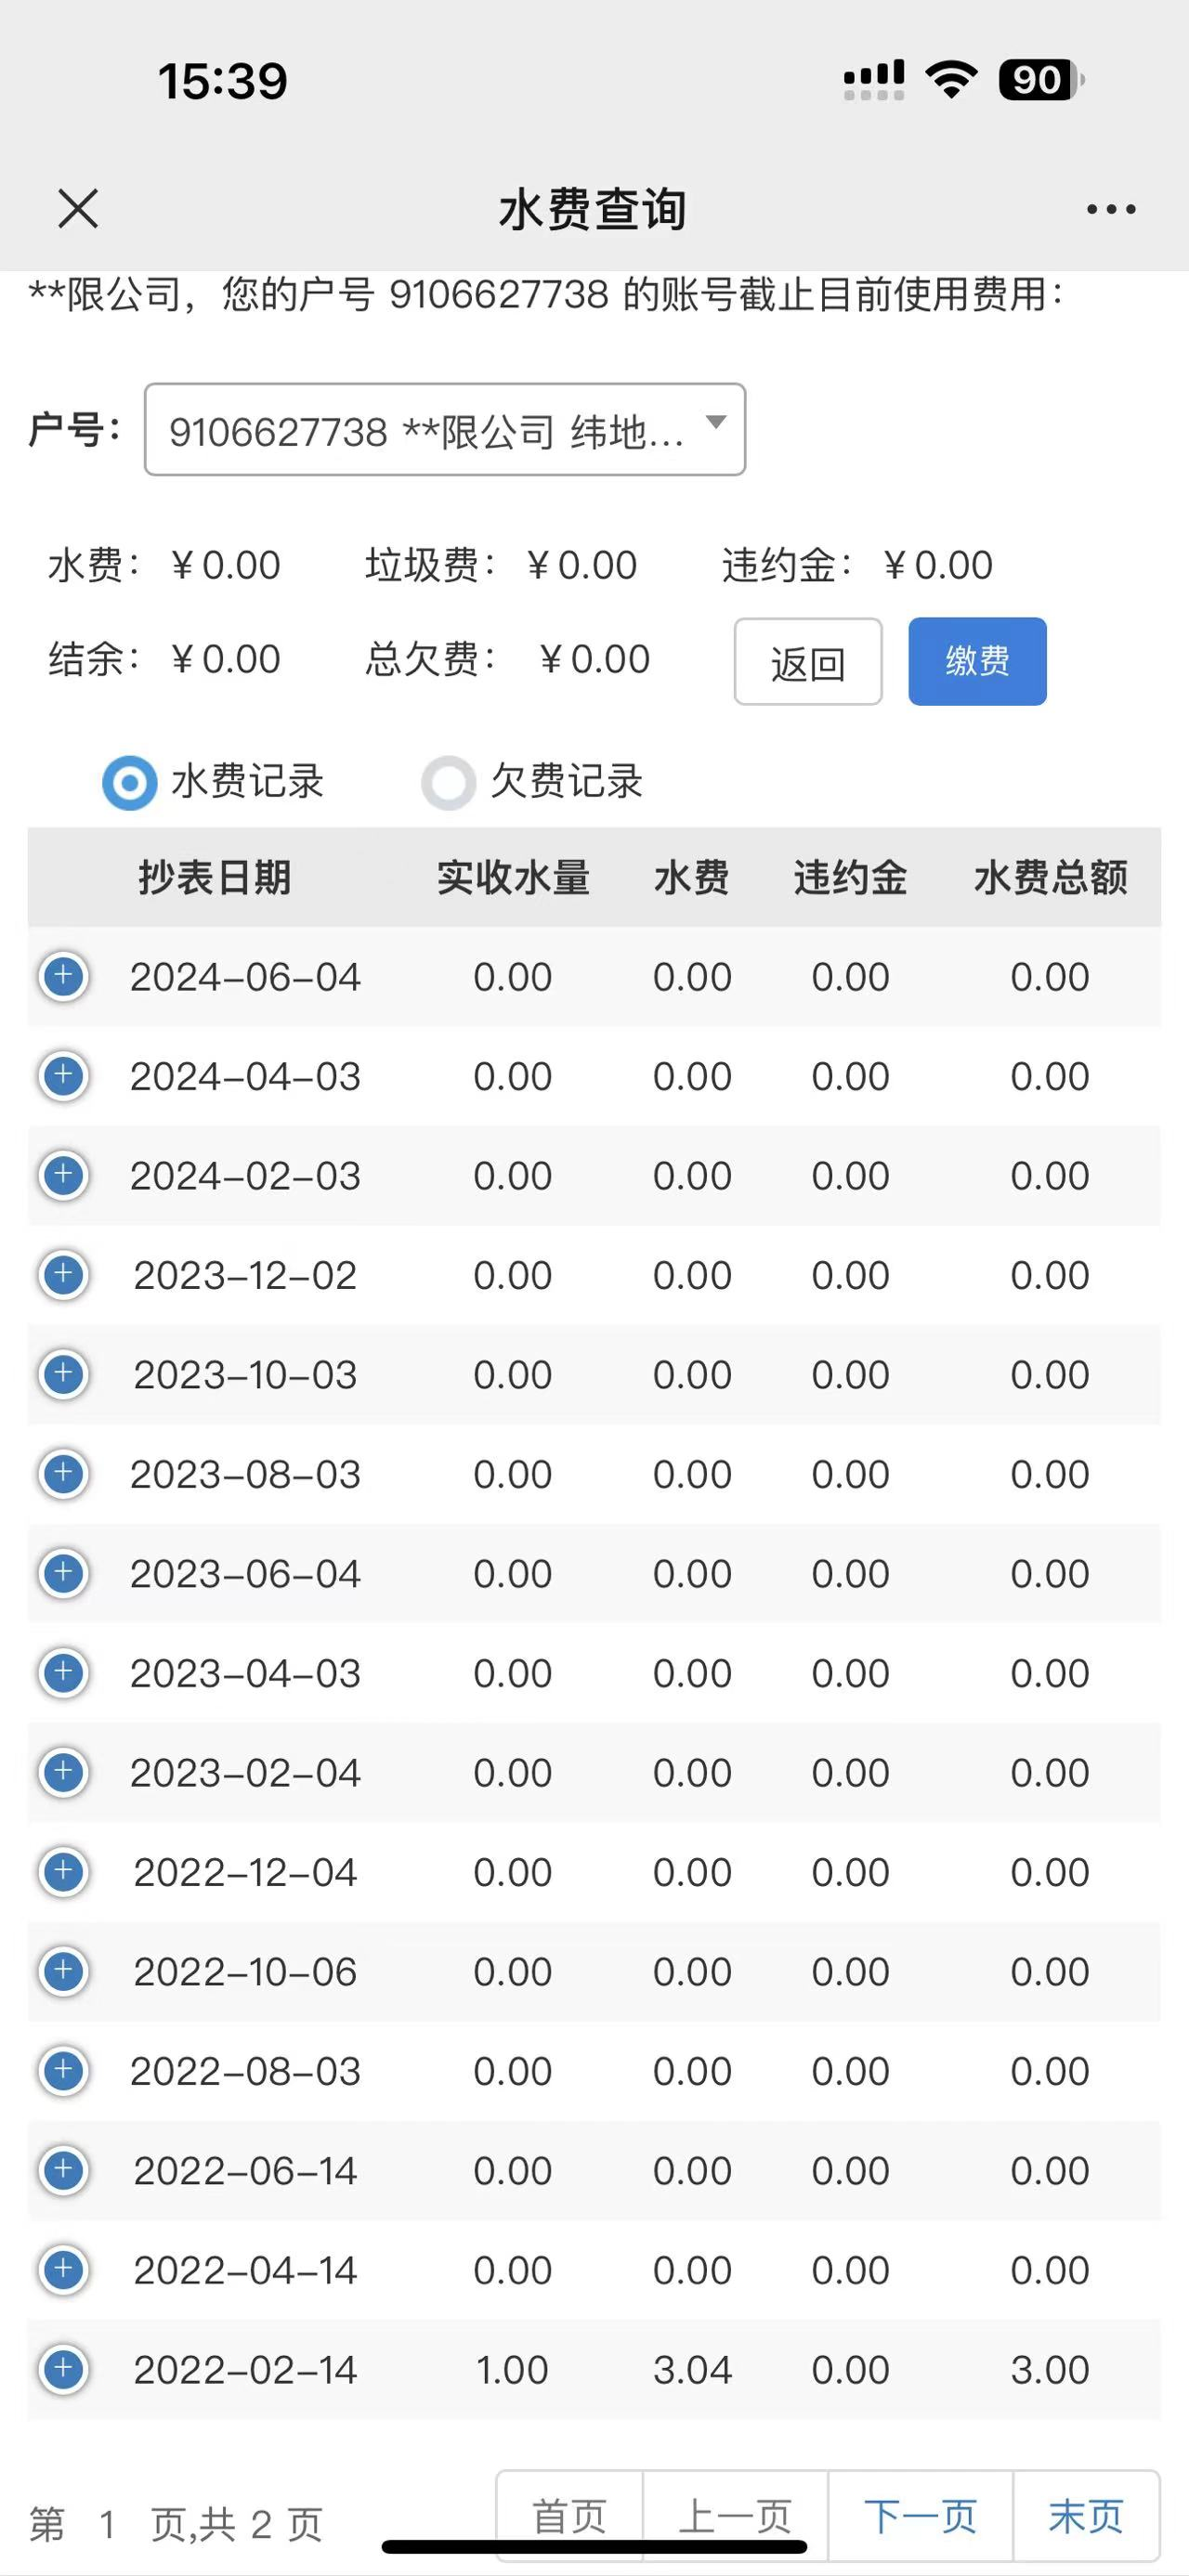 15:39
90
水费查询
**限公司，您的户号 9106627738 的账号截止目前使用费用：
户号： 9106627738 **限公司 纬地...
水费： ￥0.00 垃圾费： ￥0.00 违约金： ￥0.00
结余： ￥0.00 总欠费： ￥0.00 返回 缴费
水费记录 欠费记录
抄表日期 实收水量 水费 违约金 水费总额
2024-06-04 0.00 0.00 0.00 0.00
2024-04-03 0.00 0.00 0.00 0.00
2024-02-03 0.00 0.00 0.00 0.00
2023-12-02 0.00 0.00 0.00 0.00
2023-10-03 0.00 0.00 0.00 0.00
2023-08-03 0.00 0.00 0.00 0.00
2023-06-04 0.00 0.00 0.00 0.00
2023-04-03 0.00 0.00 0.00 0.00
2023-02-04 0.00 0.00 0.00 0.00
2022-12-04 0.00 0.00 0.00 0.00
2022-10-06 0.00 0.00 0.00 0.00
2022-08-03 0.00 0.00 0.00 0.00
2022-06-14 0.00 0.00 0.00 0.00
2022-04-14 0.00 0.00 0.00 0.00
2022-02-14 1.00 3.04 0.00 3.00
第 1 页,共 2 页 首页 上一页 下一页 末页